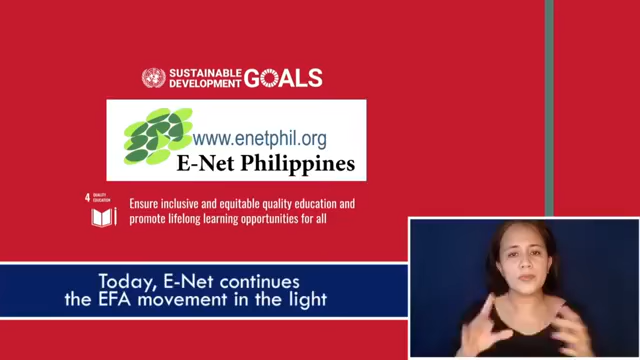 SUSTAINABLE
DEVELOPMENT GOALS
www.enetphil.org
E-Net Philippines
4 QUALITY
EDUCATION
Ensure inclusive and equitable quality education and
promote lifelong learning opportunities for all
Today, E-Net continues
the EFA movement in the light